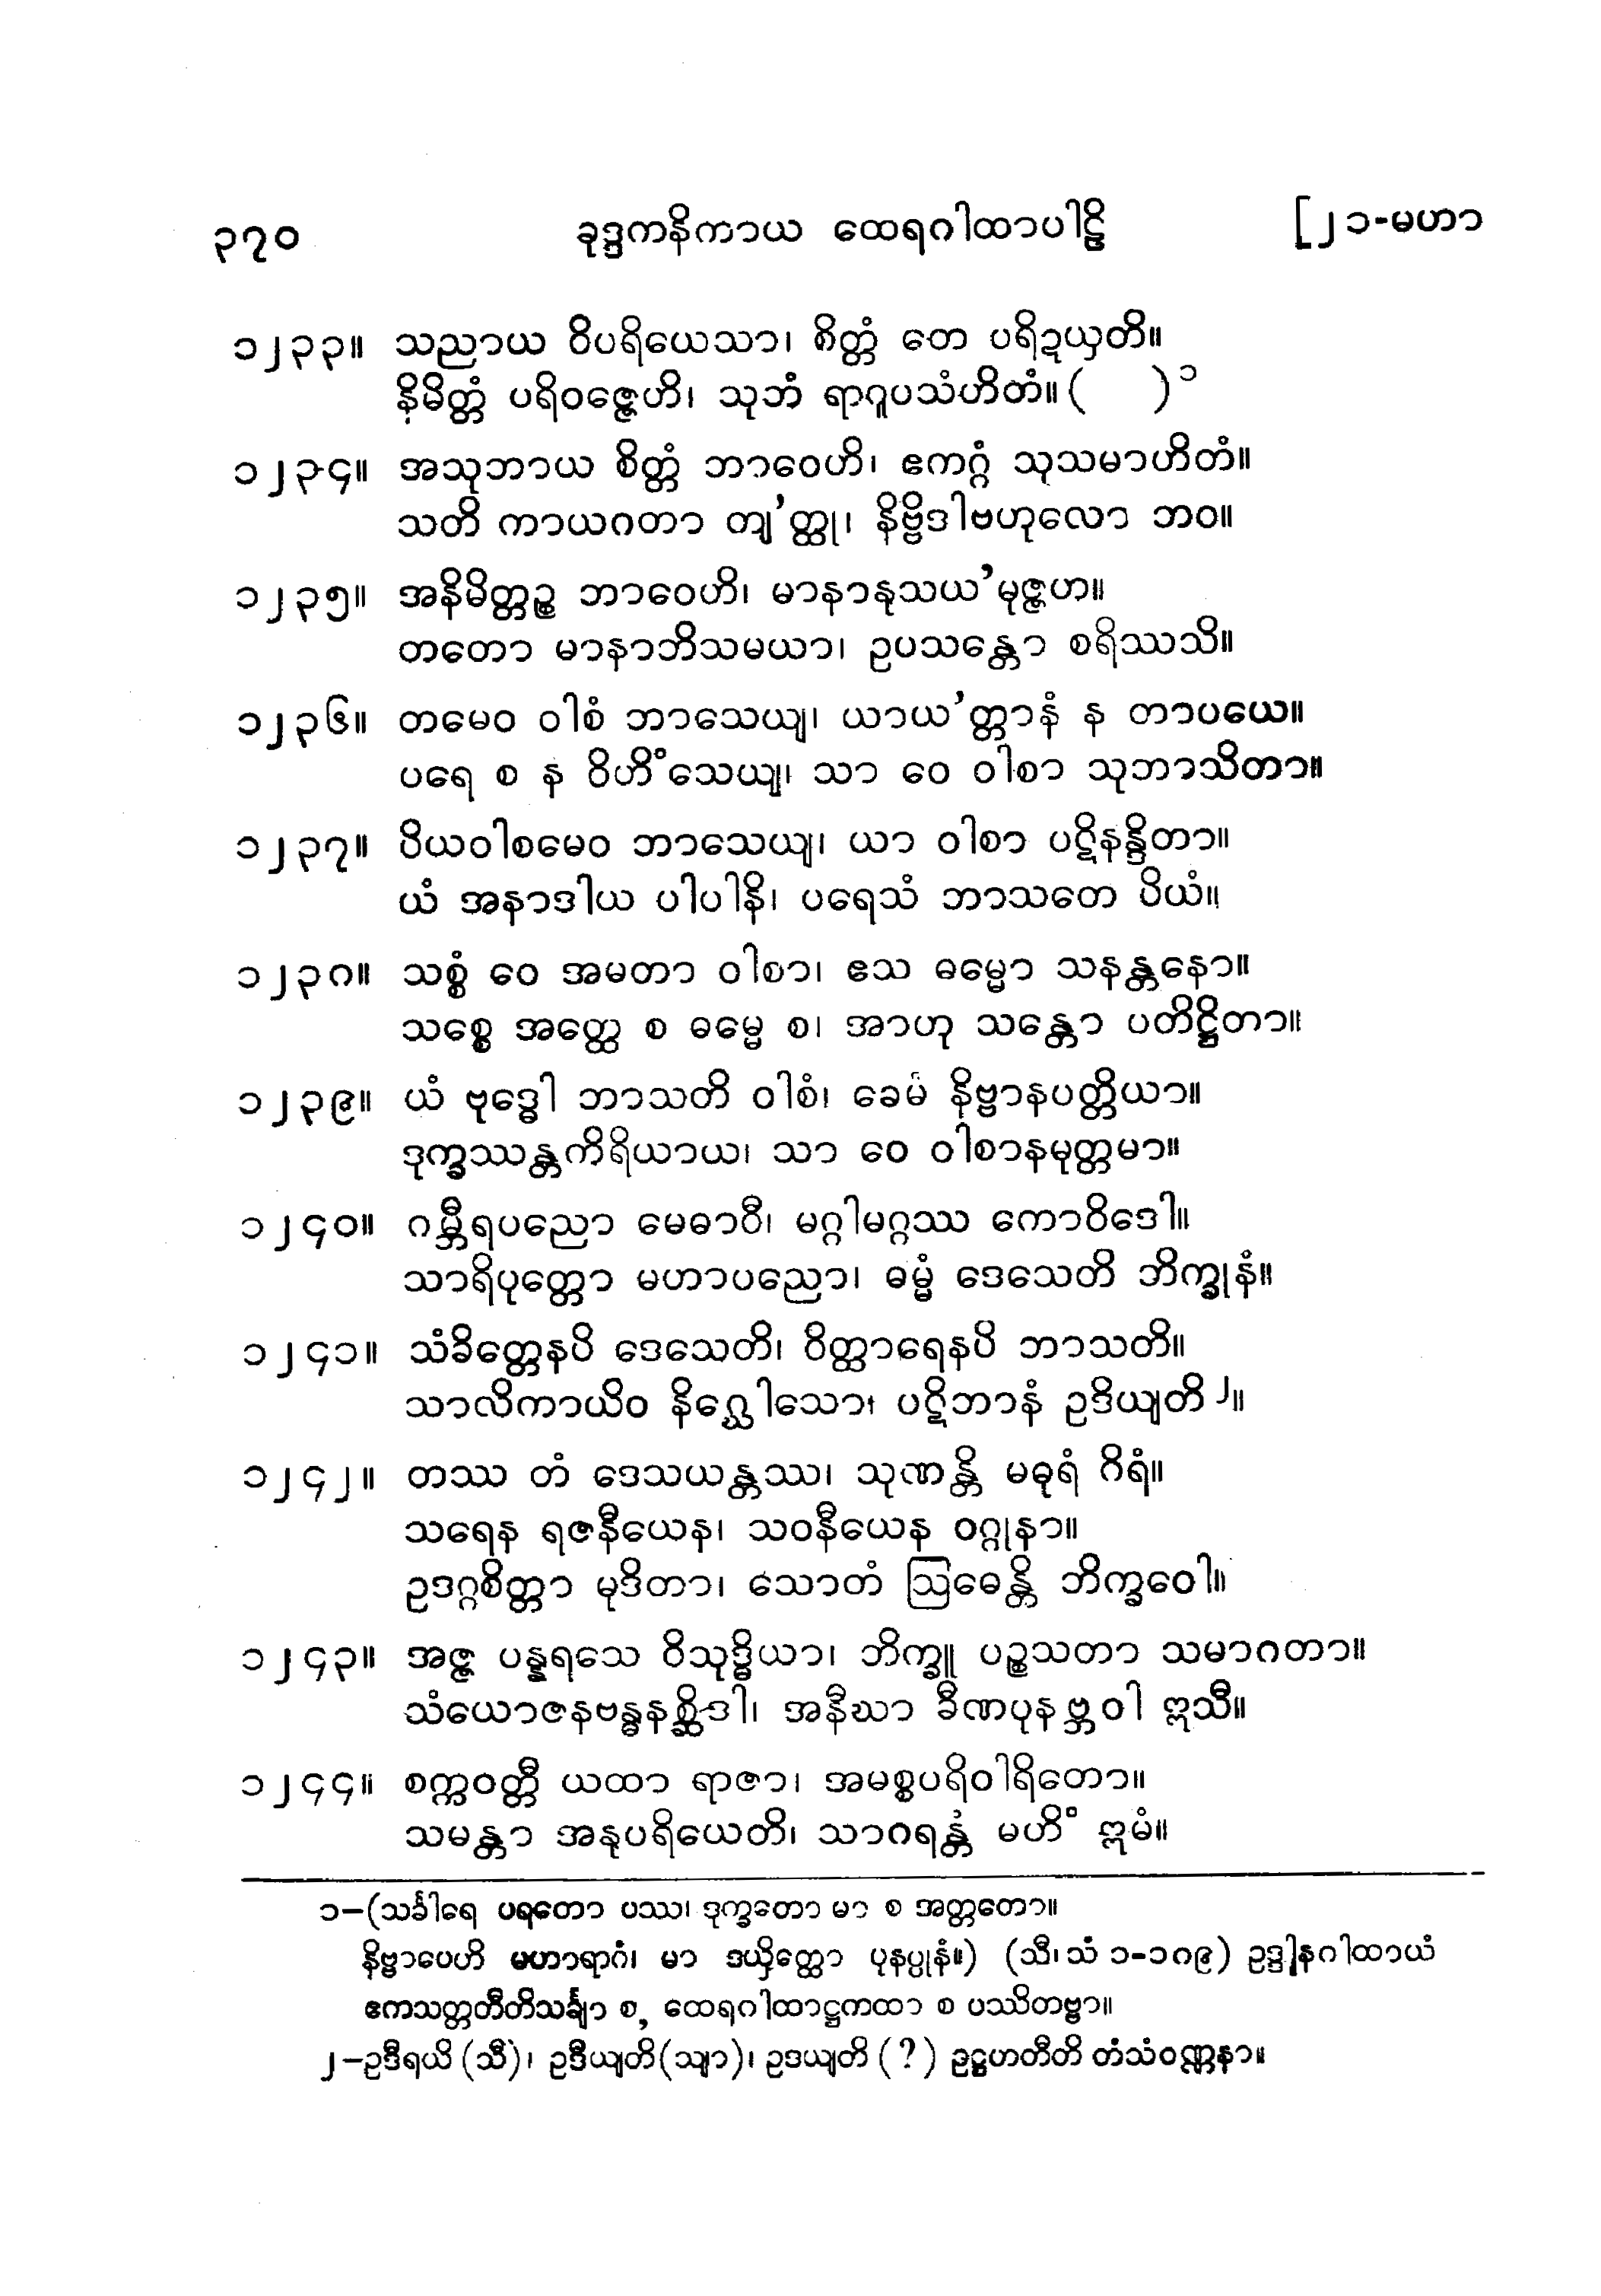 ၃၇၀ ခုဒ္ဒကနိကာယ ထေရဂါထာပါဠိ [၂၁-မဟာ
၁၂၃၃။ သညာယ ဝိပရိယေသာ၊ စိတ္တံ တေ ပရိဍယှတိ။
နိမိတ္တံ ပရိဝဇ္ဇေဟိ၊ သုဘံ ရာဂူပသံဟိတံ။ ( )၁
၁၂၃၄။ အသုဘာယ စိတ္တံ ဘာဝေဟိ၊ ဧကဂ္ဂံ သုသမာဟိတံ။
သတိ ကာယဂတာ တျ’တ္ထု၊ နိဗ္ဗိဒါဗဟုလော ဘဝ။
၁၂၃၅။ အနိမိတ္တဉ္စ ဘာဝေဟိ၊ မာနာနုသယ’မုဇ္ဇဟ။
တတော မာနာဘိသမယာ၊ ဥပသန္တော စရိဿသိ။
၁၂၃၆။ တမေဝ ဝါစံ ဘာသေယျ၊ ယာယ’တ္တာနံ န တာပယေ။
ပရေ စ န ဝိဟိံသေယျ၊ သာ ဝေ ဝါစာ သုဘာသိတာ။
၁၂၃၇။ ပိယဝါစမေဝ ဘာသေယျ၊ ယာ ဝါစာ ပဋိနန္ဒိတာ။
ယံ အနာဒါယ ပါပါနိ၊ ပရေသံ ဘာသတေ ပိယံ။
၁၂၃၈။ သစ္စံ ဝေ အမတာ ဝါစာ၊ ဧသ ဓမ္မော သနန္တနော။
သစ္စေ အတ္ထေ စ ဓမ္မေ စ၊ အာဟု သန္တော ပတိဋ္ဌိတာ။
၁၂၃၉။ ယံ ဗုဒ္ဓေါ ဘာသတိ ဝါစံ၊ ခေမံ နိဗ္ဗာနပတ္တိယာ။
ဒုက္ခဿန္တကိရိယာယ၊ သာ ဝေ ဝါစာနမုတ္တမာ။
၁၂၄၀။ ဂမ္ဘီရပညော မေဓာဝီ၊ မဂ္ဂါမဂ္ဂဿ ကောဝိဒေါ။
သာရိပုတ္တော မဟာပညော၊ ဓမ္မံ ဒေသေတိ ဘိက္ခုနံ။
၁၂၄၁။ သံခိတ္တေနပိ ဒေသေတိ၊ ဝိတ္ထာရေနပိ ဘာသတိ။
သာလိကာယိဝ နိဂ္ဃေါသော၊ ပဋိဘာနံ ဥဒိယျတိ၂။
၁၂၄၂။ တဿ တံ ဒေသယန္တဿ၊ သုဏန္တိ မဓုရံ ဂိရံ။
သရေန ရဇနီယေန၊ သဝနီယေန ဝဂ္ဂုနာ။
ဥဒဂ္ဂစိတ္တာ မုဒိတာ၊ သောတံ ဩဓေန္တိ ဘိက္ခဝေါ။
၁၂၄၃။ အဇ္ဇ ပန္နရသေ ဝိသုဒ္ဓိယာ၊ ဘိက္ခူ ပဉ္စသတာ သမာဂတာ။
သံယောဇနဗန္ဓနစ္ဆိဒါ၊ အနီဃာ ခီဏပုနဗ္ဘဝါ ဣသီ။
၁၂၄၄။ စက္ကဝတ္တီ ယထာ ရာဇာ၊ အမစ္စပရိဝါရိတော။
သမန္တာ အနုပရိယေတိ၊ သာဂရန္တံ မဟိံ ဣမံ။
၁–(သင်္ခါရေ ပရတော ပဿ၊ ဒုက္ခတော မာ စ အတ္တတော။
နိဗ္ဗာပေဟိ မဟာရာဂံ၊ မာ ဒယှိတ္ထော ပုနပ္ပုနံ။) (သီ၊ သံ ၁-၁၈၉) ဥဒ္ဒါနဂါထာယံ
ဧကသတ္တတီတိသင်္ချာ စ, ထေရဂါထာဋ္ဌကထာ စ ပဿိတဗ္ဗာ။
၂–ဥဒီရယိ (သီ)၊ ဥဒီယျတိ (သျာ)၊ ဥဒယျတိ (?) ဥဋ္ဌဟတီတိ တံသံဝဏ္ဏနာ။